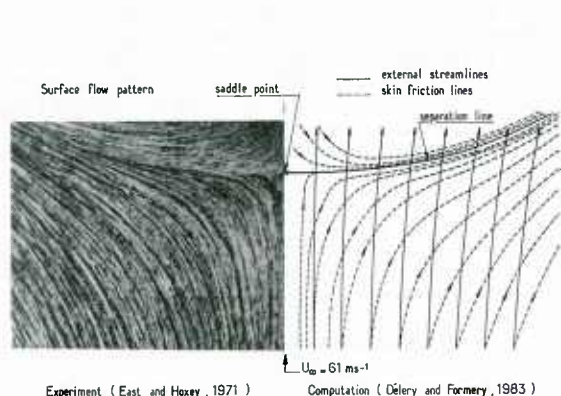 external streamlines
skin friction lines
Surface flow pattern
saddle point
separation line
U∞ = 61 ms-1
Experiment ( East and Hoxey , 1971 )
Computation ( Délery and Formery , 1983 )